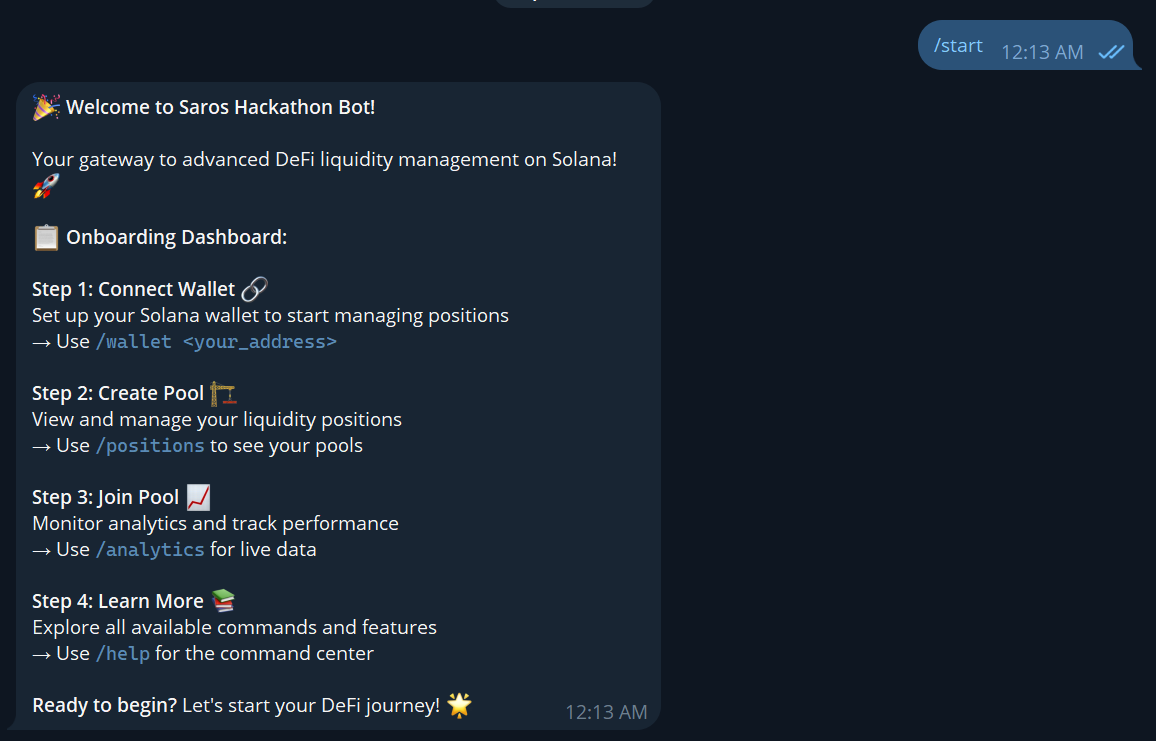 /start 12:13 AM
🎉 Welcome to Saros Hackathon Bot!
Your gateway to advanced DeFi liquidity management on Solana!
🚀
📋 Onboarding Dashboard:
Step 1: Connect Wallet 🔗
Set up your Solana wallet to start managing positions
→ Use /wallet <your_address>
Step 2: Create Pool 🏗️
View and manage your liquidity positions
→ Use /positions to see your pools
Step 3: Join Pool 📈
Monitor analytics and track performance
→ Use /analytics for live data
Step 4: Learn More 📚
Explore all available commands and features
→ Use /help for the command center
Ready to begin? Let's start your DeFi journey! 🌟
12:13 AM